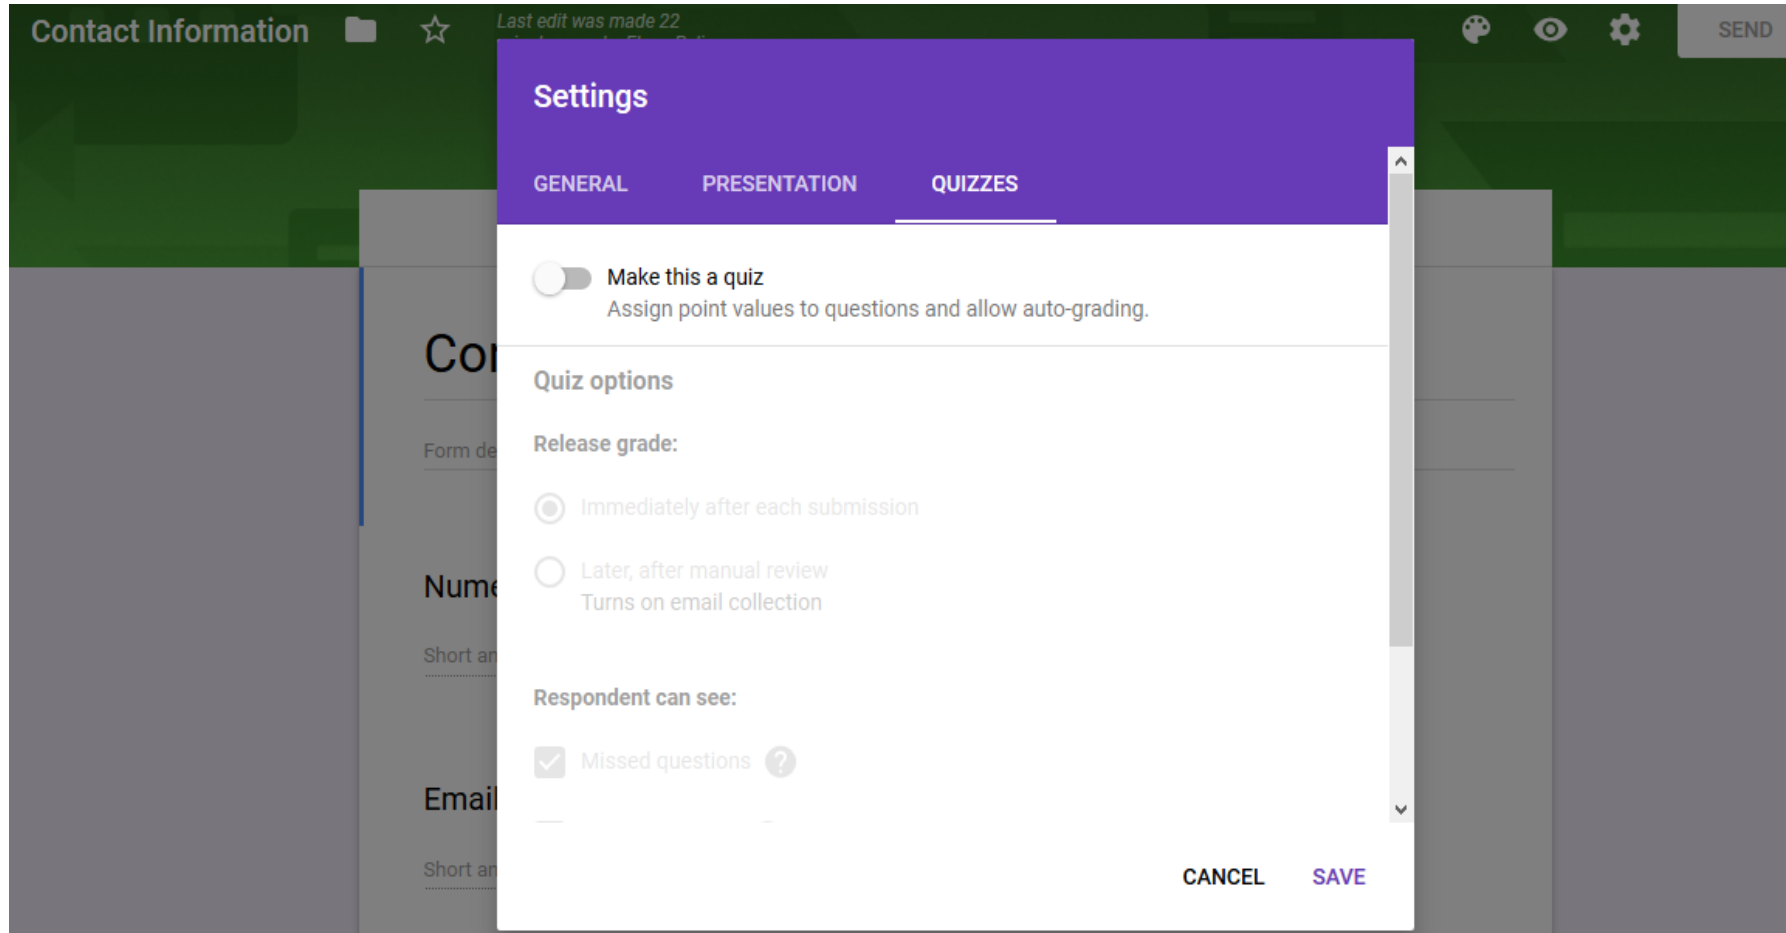 Contact Information
Last edit was made 22
SEND
Settings
GENERAL PRESENTATION QUIZZES
Make this a quiz
Assign point values to questions and allow auto-grading.
Quiz options
Form de
Release grade:
Immediately after each submission
Later, after manual review
Turns on email collection
Nume
Short an
Respondent can see:
Missed questions
Email
Short an
CANCEL SAVE